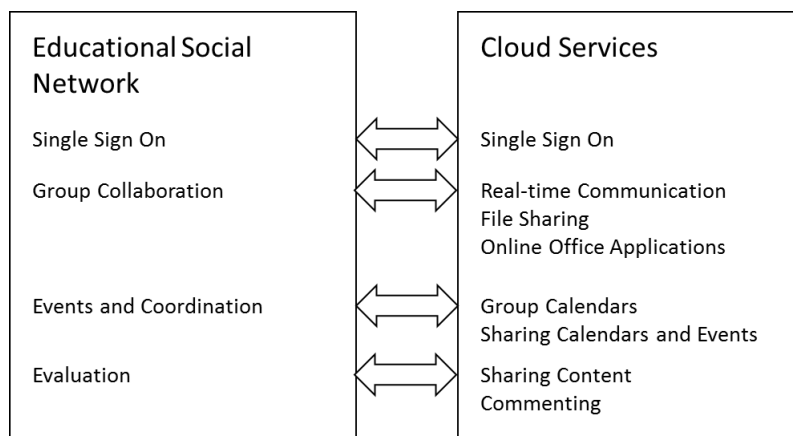 Educational Social
Network
Single Sign On
Group Collaboration
Events and Coordination
Evaluation
Cloud Services
Single Sign On
Real-time Communication
File Sharing
Online Office Applications
Group Calendars
Sharing Calendars and Events
Sharing Content
Commenting